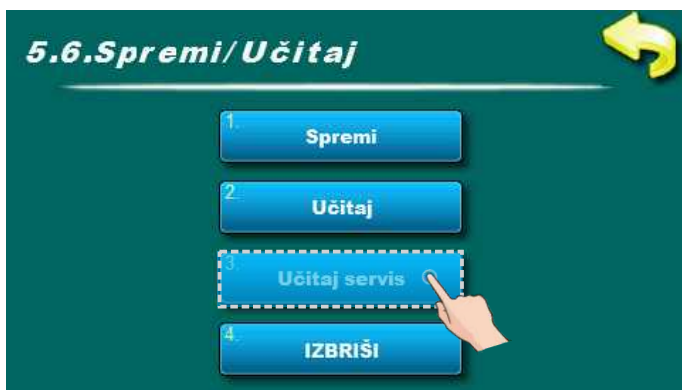 5.6.Spremi/Učitaj
1. Spremi
2. Učitaj
3. Učitaj servis
4. IZBRIŠI